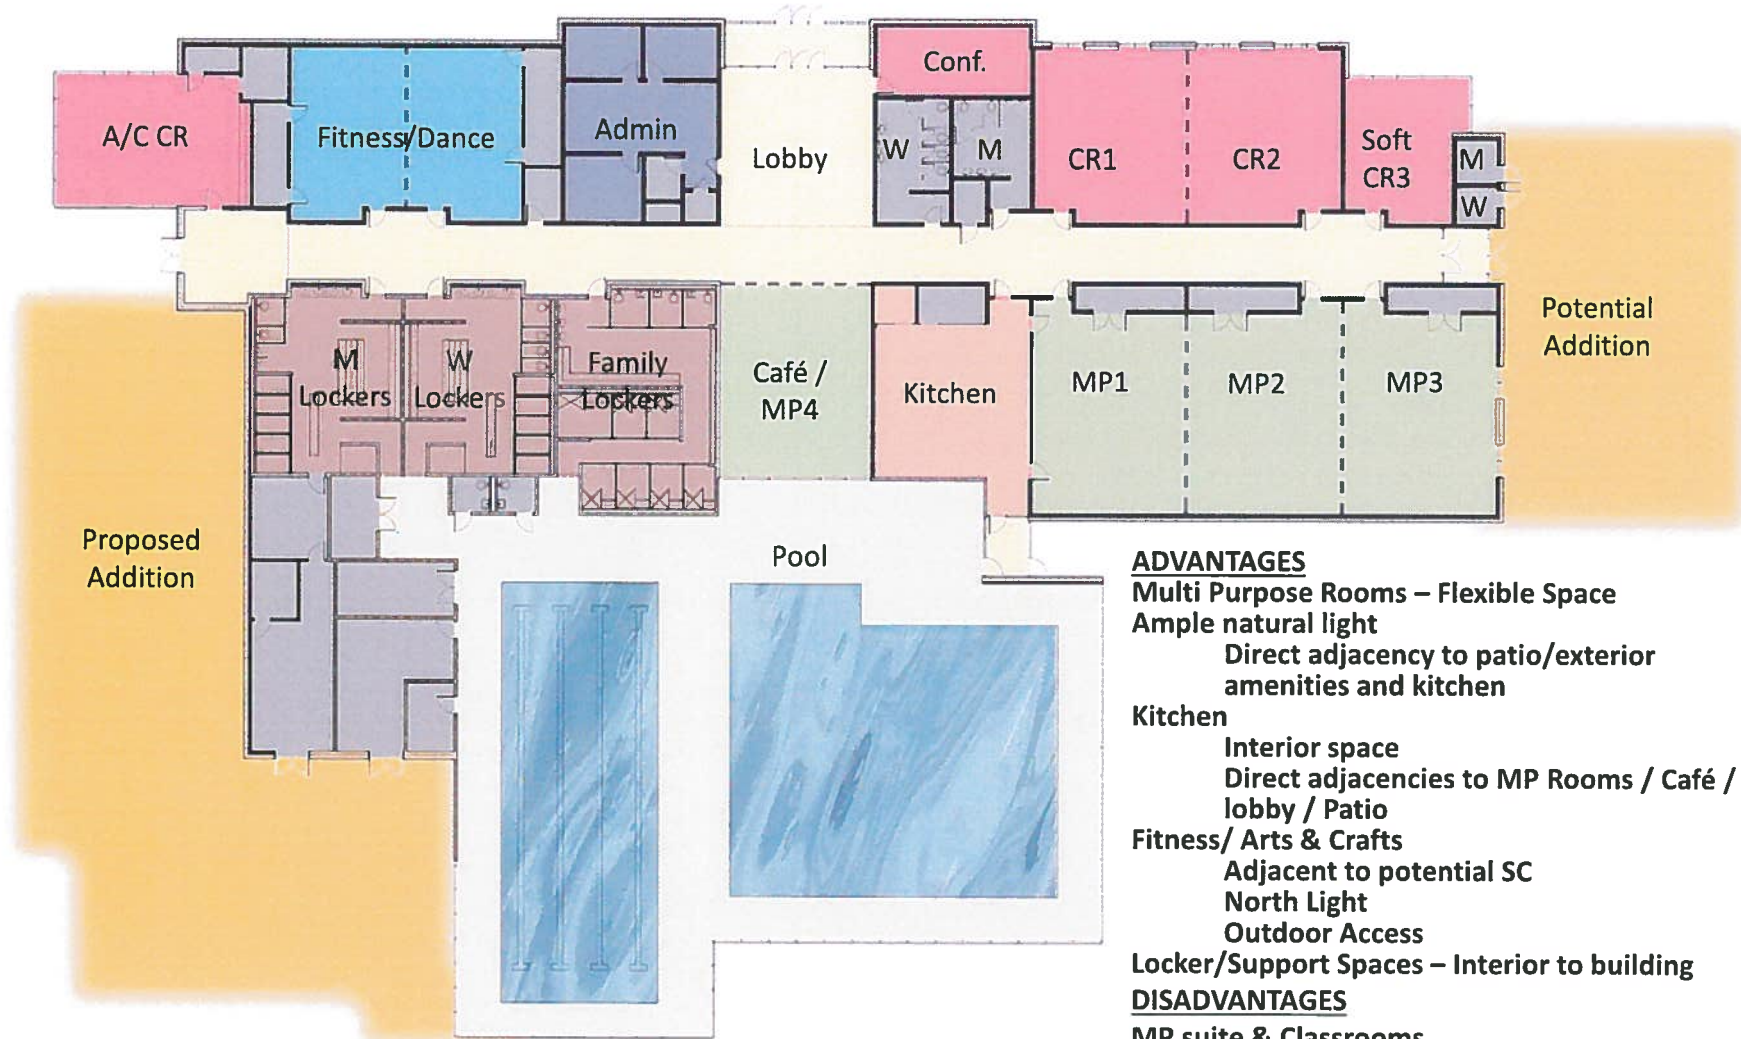 Conf.
A/C CR
Fitness/Dance
Admin
Lobby
W
M
CR1
CR2
Soft
CR3
M
W
Potential
Addition
M
Lockers
W
Lockers
Family
Lockers
Café /
MP4
Kitchen
MP1
MP2
MP3
Proposed
Addition
Pool
ADVANTAGES
Multi Purpose Rooms – Flexible Space
Ample natural light
Direct adjacency to patio/exterior
amenities and kitchen
Kitchen
Interior space
Direct adjacencies to MP Rooms / Café /
lobby / Patio
Fitness/ Arts & Crafts
Adjacent to potential SC
North Light
Outdoor Access
Locker/Support Spaces – Interior to building
DISADVANTAGES
MP suite & Classrooms